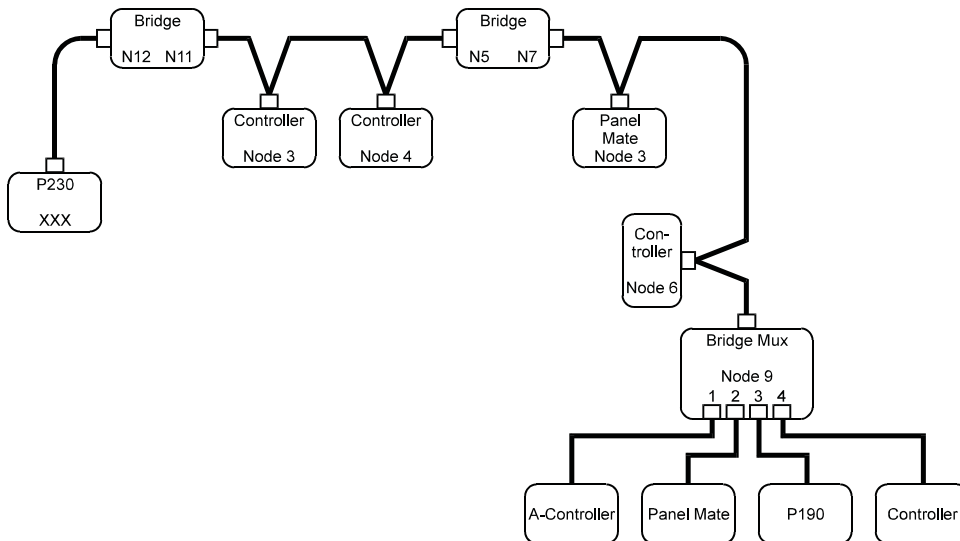 Bridge
N12 N11
Bridge
N5 N7
Controller
Node 3
Controller
Node 4
Panel
Mate
Node 3
P230
XXX
Con-
troller
Node 6
Bridge Mux
Node 9
1 2 3 4
A-Controller
Panel Mate
P190
Controller